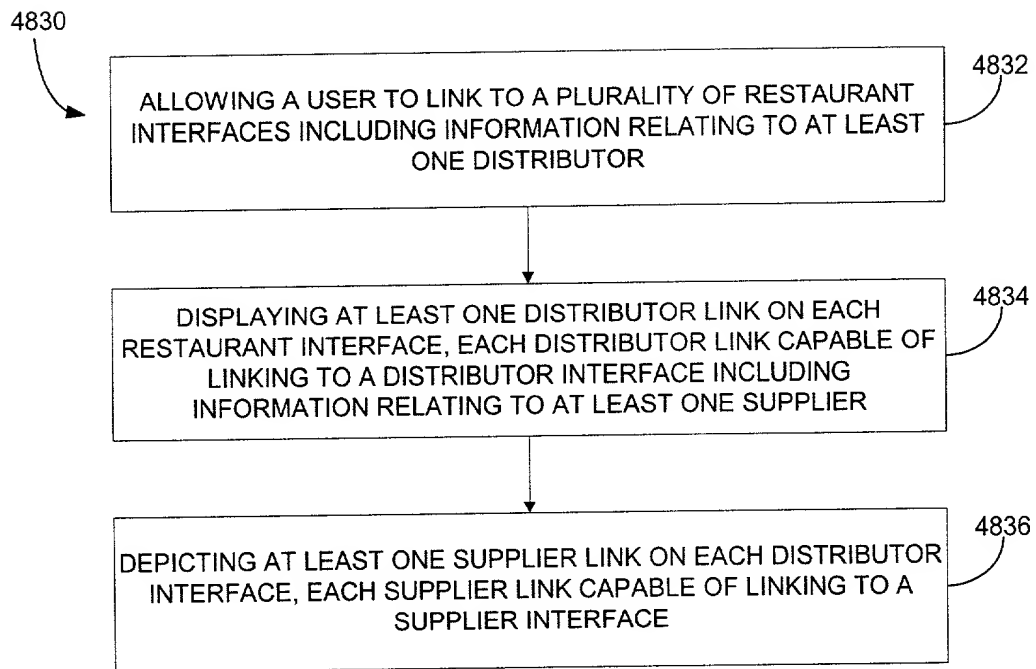 4830
4832
ALLOWING A USER TO LINK TO A PLURALITY OF RESTAURANT
INTERFACES INCLUDING INFORMATION RELATING TO AT LEAST
ONE DISTRIBUTOR
4834
DISPLAYING AT LEAST ONE DISTRIBUTOR LINK ON EACH
RESTAURANT INTERFACE, EACH DISTRIBUTOR LINK CAPABLE OF
LINKING TO A DISTRIBUTOR INTERFACE INCLUDING
INFORMATION RELATING TO AT LEAST ONE SUPPLIER
4836
DEPICTING AT LEAST ONE SUPPLIER LINK ON EACH DISTRIBUTOR
INTERFACE, EACH SUPPLIER LINK CAPABLE OF LINKING TO A
SUPPLIER INTERFACE